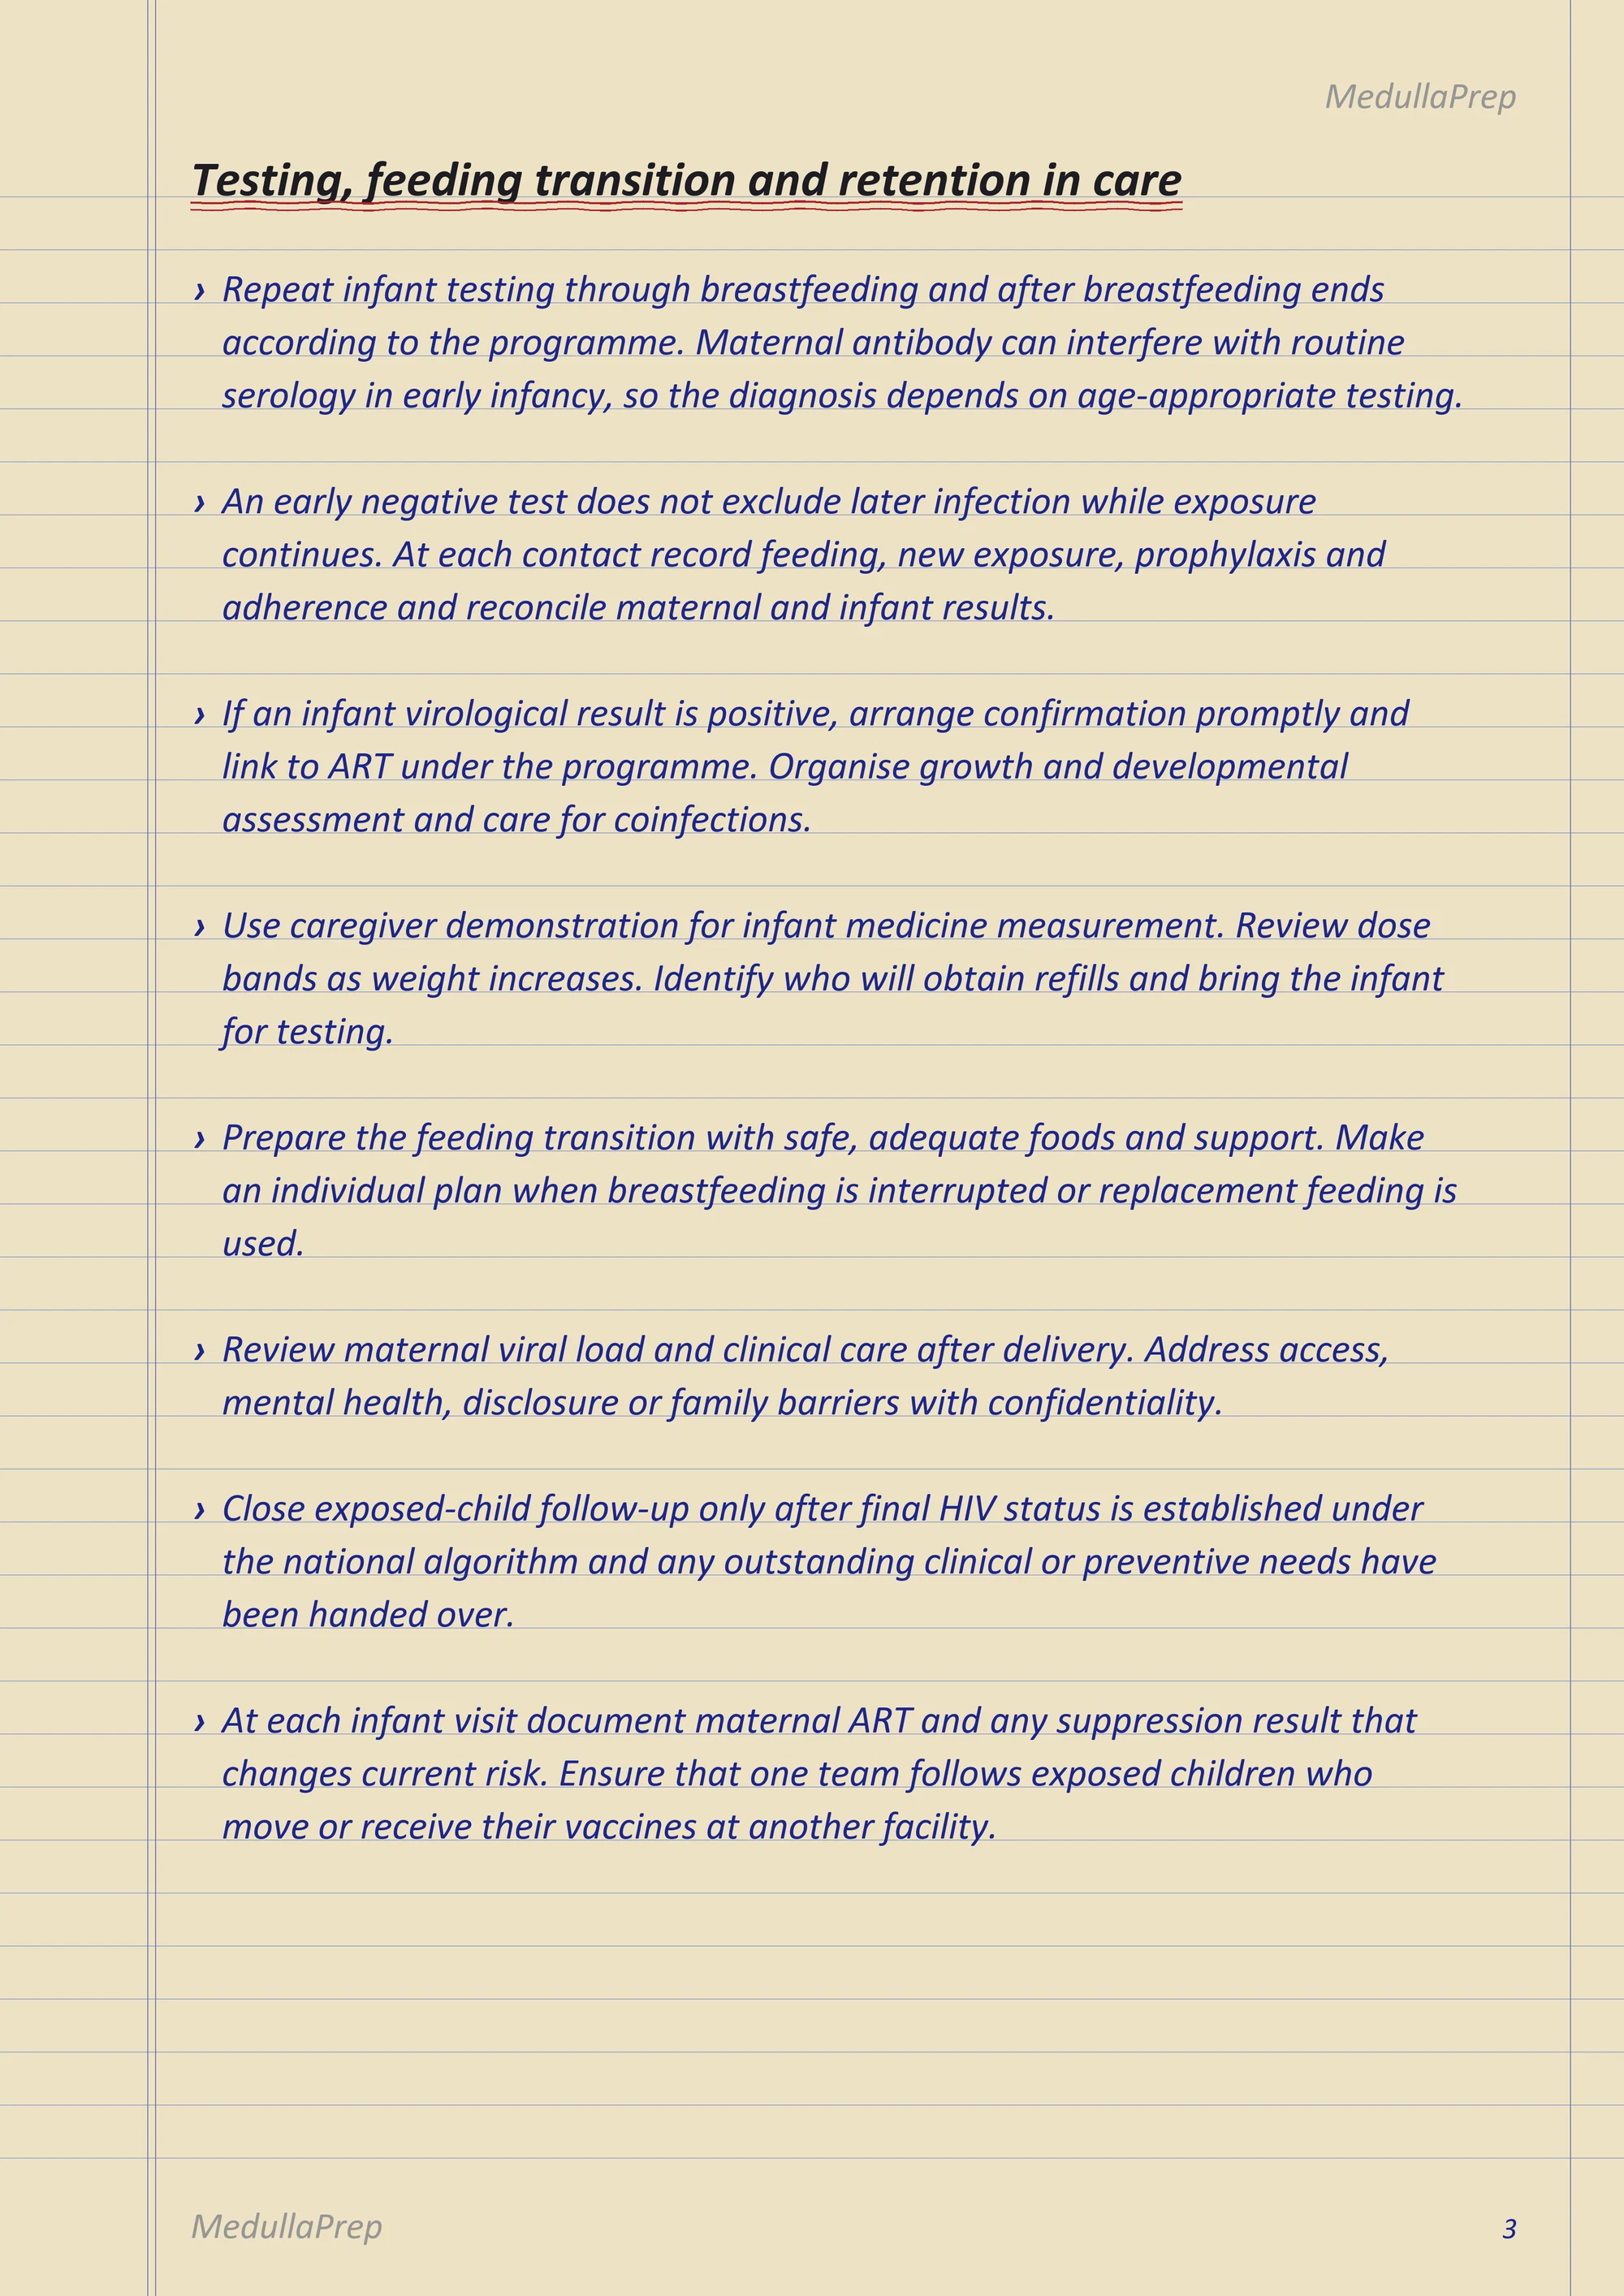 MedullaPrep
Testing, feeding transition and retention in care
› Repeat infant testing through breastfeeding and after breastfeeding ends
according to the programme. Maternal antibody can interfere with routine
serology in early infancy, so the diagnosis depends on age-appropriate testing.
› An early negative test does not exclude later infection while exposure
continues. At each contact record feeding, new exposure, prophylaxis and
adherence and reconcile maternal and infant results.
› If an infant virological result is positive, arrange confirmation promptly and
link to ART under the programme. Organise growth and developmental
assessment and care for coinfections.
› Use caregiver demonstration for infant medicine measurement. Review dose
bands as weight increases. Identify who will obtain refills and bring the infant
for testing.
› Prepare the feeding transition with safe, adequate foods and support. Make
an individual plan when breastfeeding is interrupted or replacement feeding is
used.
› Review maternal viral load and clinical care after delivery. Address access,
mental health, disclosure or family barriers with confidentiality.
› Close exposed-child follow-up only after final HIV status is established under
the national algorithm and any outstanding clinical or preventive needs have
been handed over.
› At each infant visit document maternal ART and any suppression result that
changes current risk. Ensure that one team follows exposed children who
move or receive their vaccines at another facility.
MedullaPrep
3